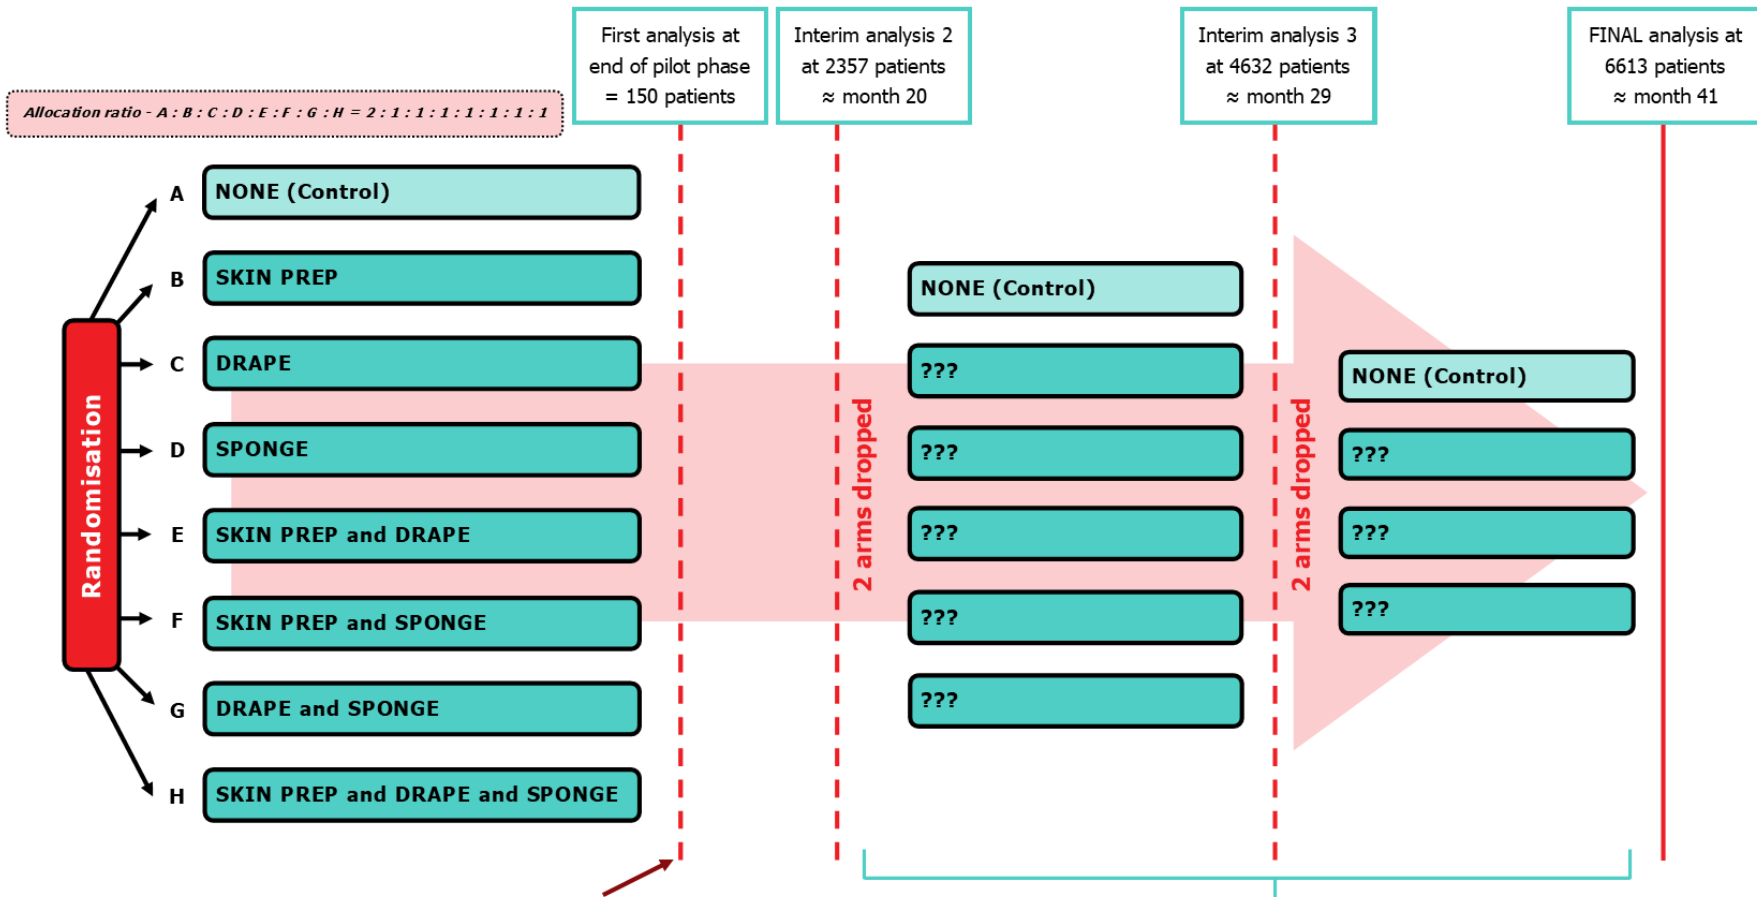 First analysis at
end of pilot phase
= 150 patients
Interim analysis 2
at 2357 patients
≈ month 20
Interim analysis 3
at 4632 patients
≈ month 29
FINAL analysis at
6613 patients
≈ month 41
Allocation ratio - A : B : C : D : E : F : G : H = 2 : 1 : 1 : 1 : 1 : 1 : 1 : 1
Randomisation
A NONE (Control)
B SKIN PREP
C DRAPE
D SPONGE
E SKIN PREP and DRAPE
F SKIN PREP and SPONGE
G DRAPE and SPONGE
H SKIN PREP and DRAPE and SPONGE
2 arms dropped
NONE (Control)
???
???
???
???
???
2 arms dropped
NONE (Control)
???
???
???